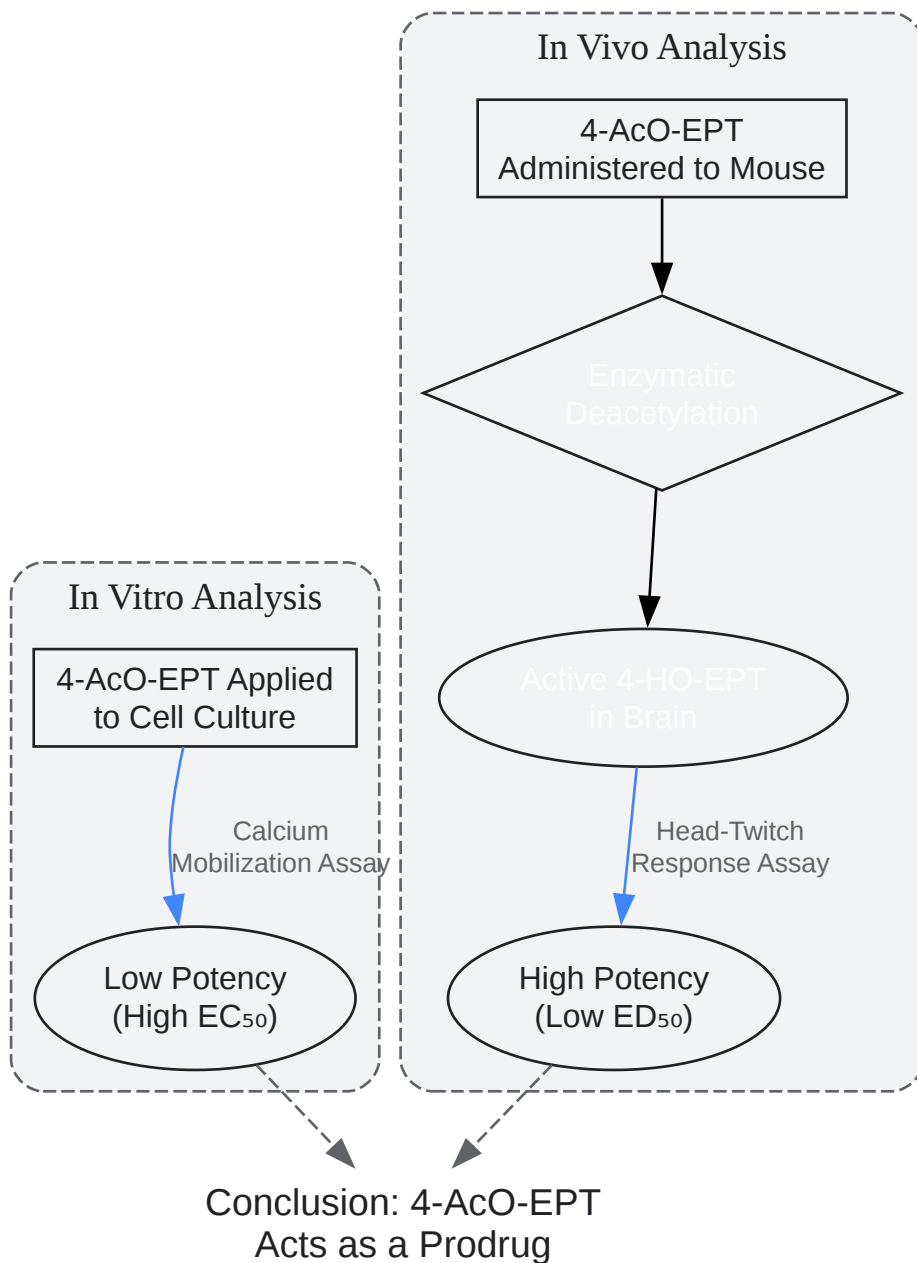 In Vivo Analysis
4-AcO-EPT
Administered to Mouse
Enzymatic
Deacetylation
Active 4-HO-EPT
in Brain
Head-Twitch
Response Assay
High Potency
(Low ED₅₀)
In Vitro Analysis
4-AcO-EPT Applied
to Cell Culture
Calcium
Mobilization Assay
Low Potency
(High EC₅₀)
Conclusion: 4-AcO-EPT
Acts as a Prodrug